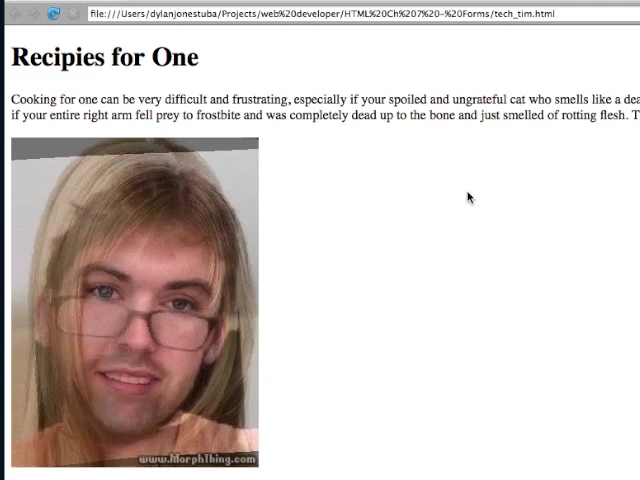 file:///Users/dylanjonestuba/Projects/web%20developer/HTML%20Ch%207%20-%20Forms/tech_tim.html
Recipies for One
Cooking for one can be very difficult and frustrating, especially if your spoiled and ungrateful cat who smells like a
if your entire right arm fell prey to frostbite and was completely dead up to the bone and just smelled of rotting flesh.
www.MorphThing.com